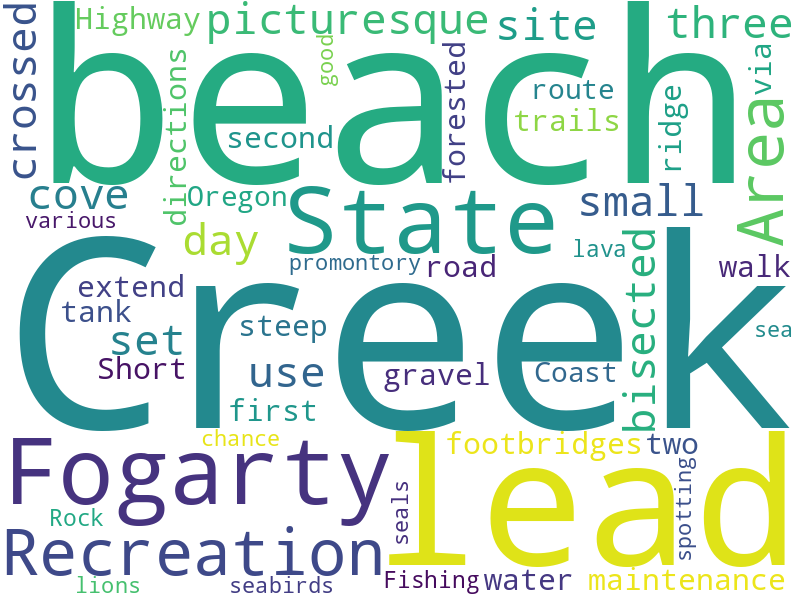 beach
Creek
lead
State
Fogarty
Recreation
Area
picturesque
Highway
site
three
crossed
directions
good
forested
route
trails
ridge
via
second
cove
Oregon
various
small
day
promontory
road
lava
walk
extend
tank
set
steep
Short
use
first
gravel
Coast
bisected
sea
chance
footbridges
two
Rock
seals
spotting
lions
seabirds
Fishing
water
maintenance